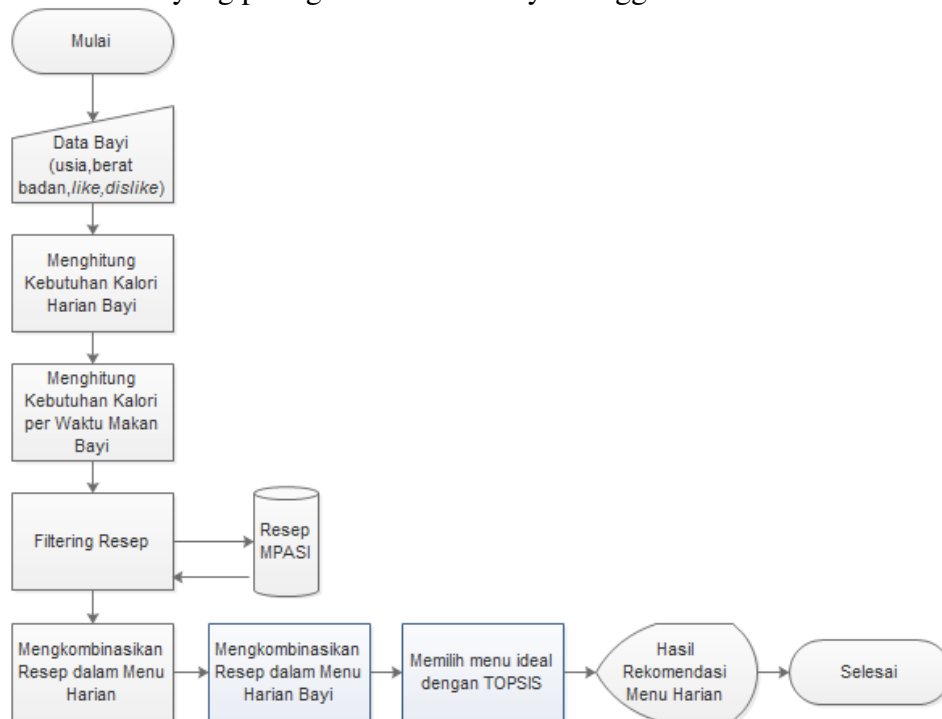 Mulai
Data Bayi
(usia,berat
badan,like,dislike)
Menghitung
Kebutuhan Kalori
Harian Bayi
Menghitung
Kebutuhan Kalori
per Waktu Makan
Bayi
Filtering Resep
Resep
MPASI
Mengkombinasikan
Resep dalam Menu
Harian
Mengkombinasikan
Resep dalam Menu
Harian Bayi
Memilih menu ideal
dengan TOPSIS
Hasil
Rekomendasi
Menu Harian
Selesai